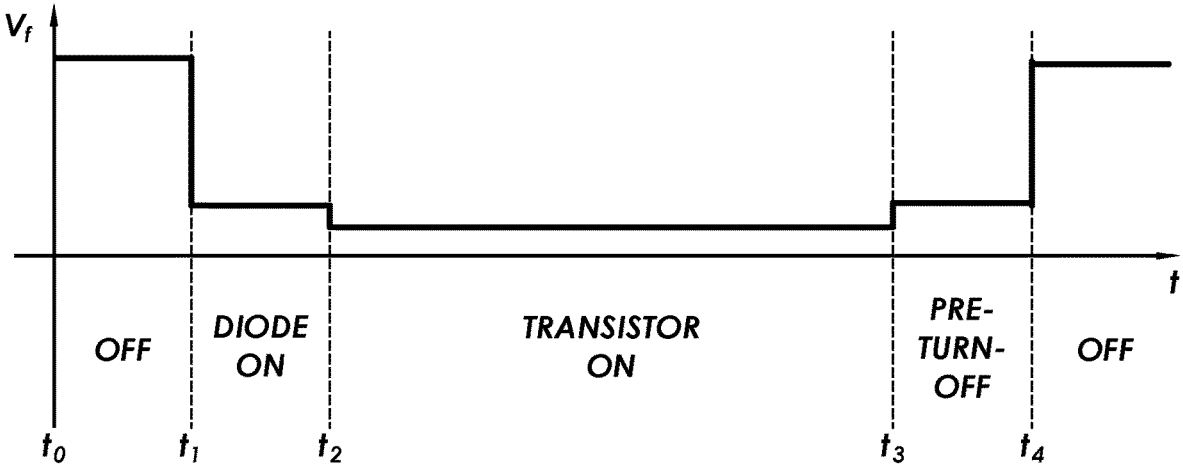 Vf
t
OFF
DIODE
ON
TRANSISTOR
ON
PRE-
TURN-
OFF
OFF
t0
t1
t2
t3
t4